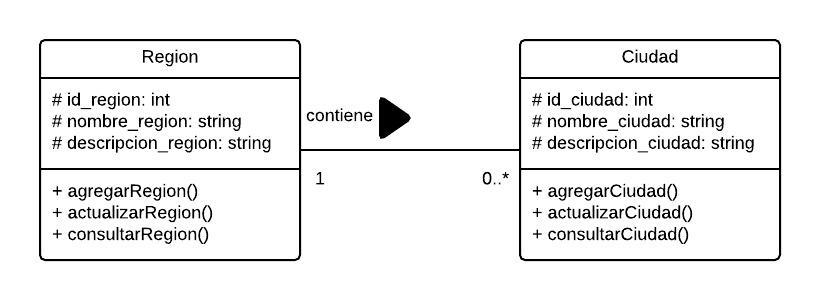 Region
# id_region: int
# nombre_region: string
# descripcion_region: string
+ agregarRegion()
+ actualizarRegion()
+ consultarRegion()
contiene
1
0..*
Ciudad
# id_ciudad: int
# nombre_ciudad: string
# descripcion_ciudad: string
+ agregarCiudad()
+ actualizarCiudad()
+ consultarCiudad()